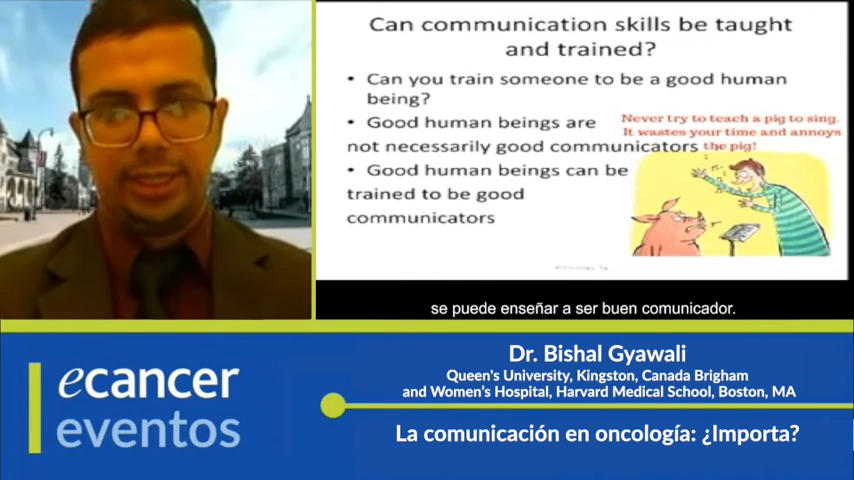 Can communication skills be taught
and trained?
• Can you train someone to be a good human
being?
• Good human beings are
not necessarily good communicators
• Good human beings can be
trained to be good
communicators
Never try to teach a pig to sing.
It wastes your time and annoys
the pig!
se puede enseñar a ser buen comunicador.
ecancer
eventos
Dr. Bishal Gyawali
Queen's University, Kingston, Canada Brigham
and Women's Hospital, Harvard Medical School, Boston, MA
La comunicación en oncología: ¿Importa?